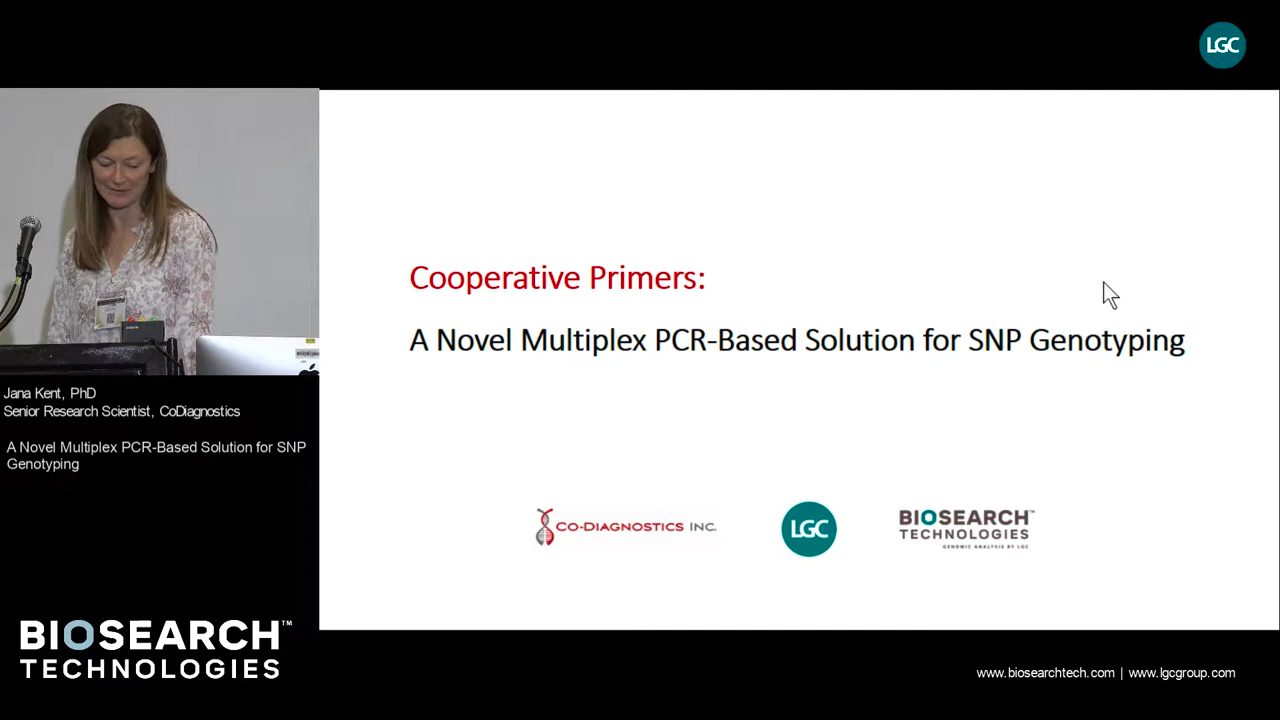 LGC
Cooperative Primers:
A Novel Multiplex PCR-Based Solution for SNP Genotyping
CO-DIAGNOSTICS INC.
LGC
BIOSEARCH™
TECHNOLOGIES
GENOMIC ANALYSIS BY LGC
Jana Kent, PhD
Senior Research Scientist, CoDiagnostics
A Novel Multiplex PCR-Based Solution for SNP
Genotyping
BIOSEARCH™
TECHNOLOGIES
www.biosearchtech.com | www.lgcgroup.com